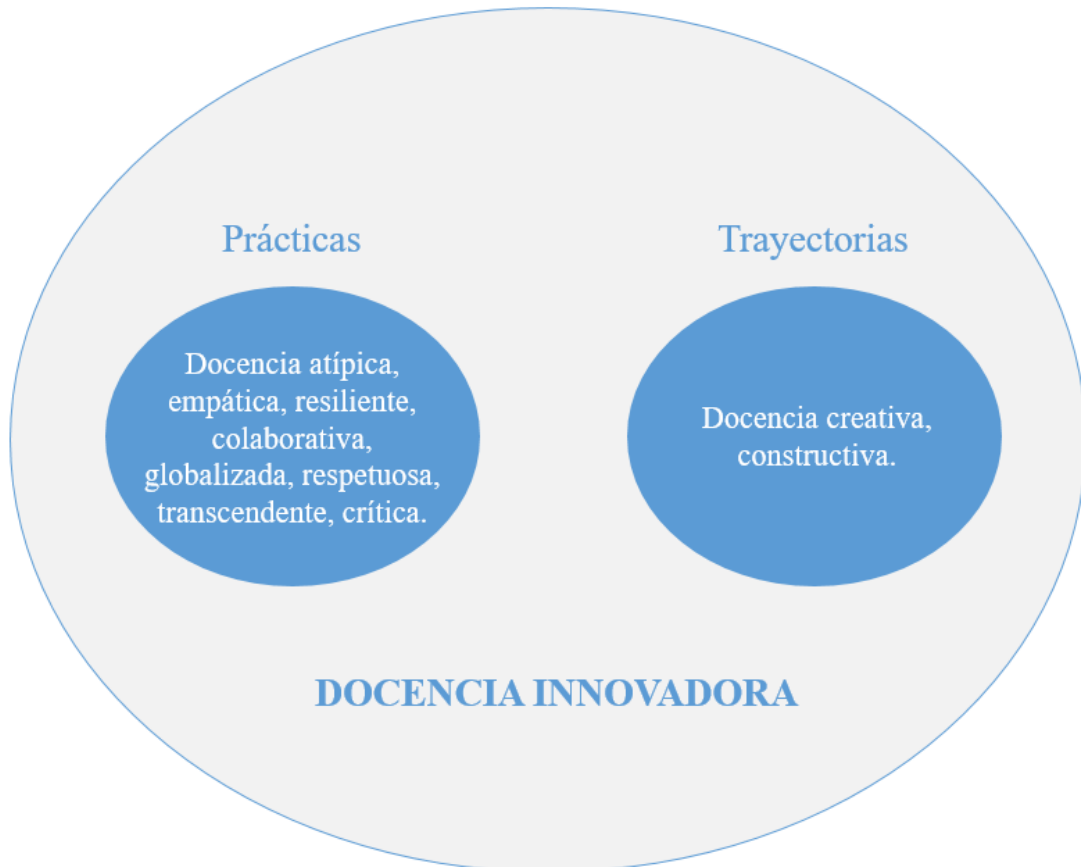 Prácticas
Docencia atípica,
empática, resiliente,
colaborativa,
globalizada, respetuosa,
transcendente, crítica.
Trayectorias
Docencia creativa,
constructiva.
DOCENCIA INNOVADORA